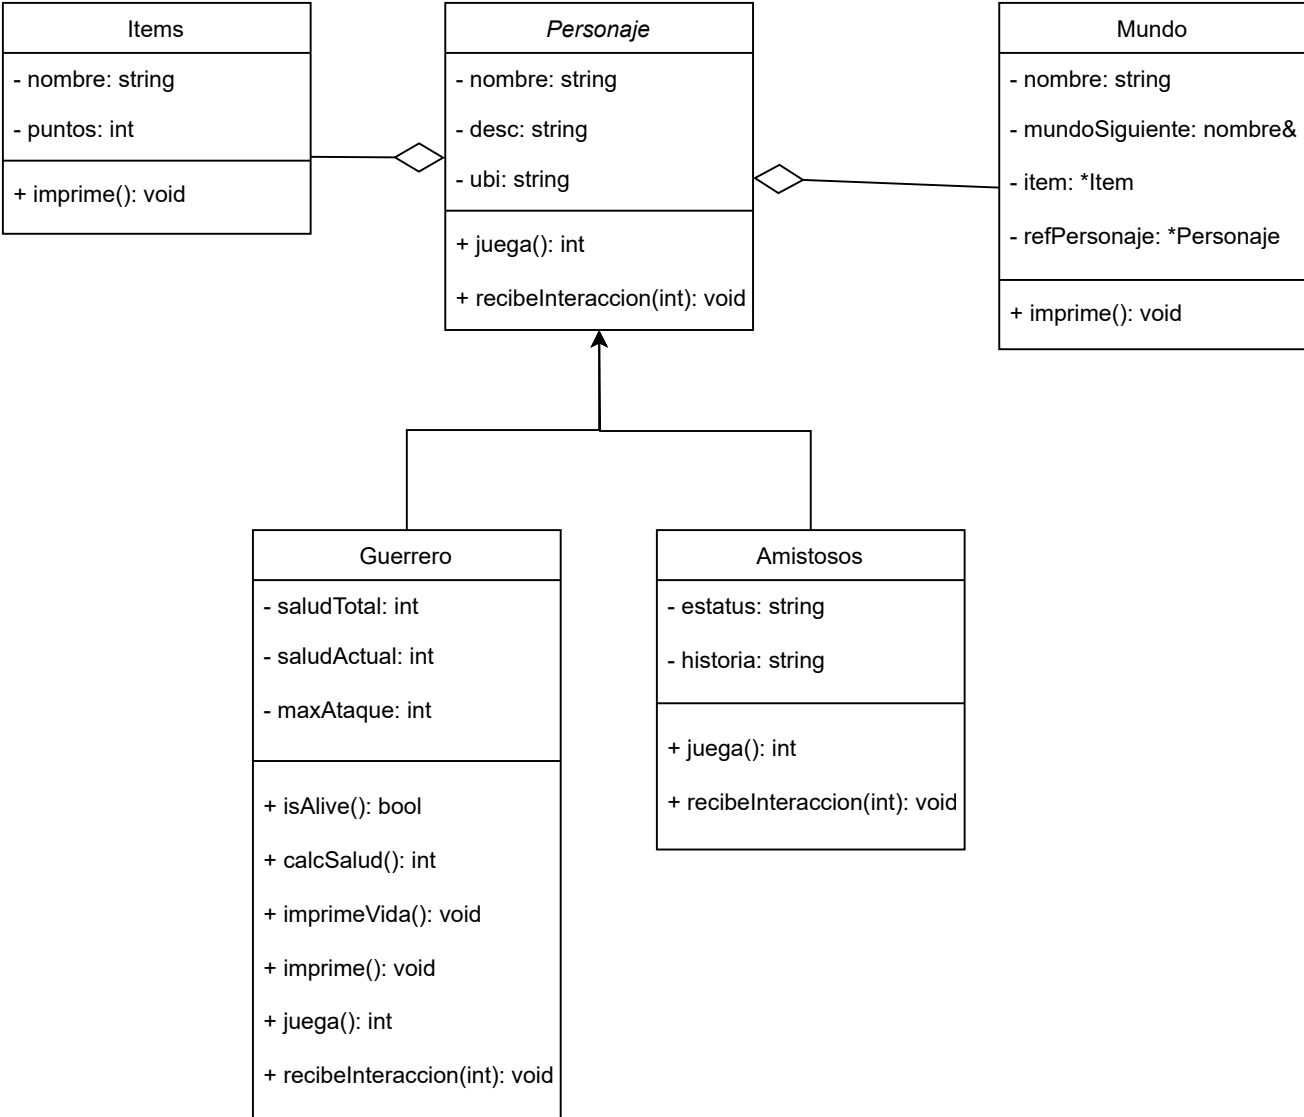 Items
- nombre: string
- puntos: int
+ imprime(): void
Personaje
- nombre: string
- desc: string
- ubi: string
+ juega(): int
+ recibeInteraccion(int): void
Mundo
- nombre: string
- mundoSiguiente: nombre&
- item: *Item
- refPersonaje: *Personaje
+ imprime(): void
Guerrero
- saludTotal: int
- saludActual: int
- maxAtaque: int
+ isAlive(): bool
+ calcSalud(): int
+ imprimeVida(): void
+ imprime(): void
+ juega(): int
+ recibeInteraccion(int): void
Amistosos
- estatus: string
- historia: string
+ juega(): int
+ recibeInteraccion(int): void